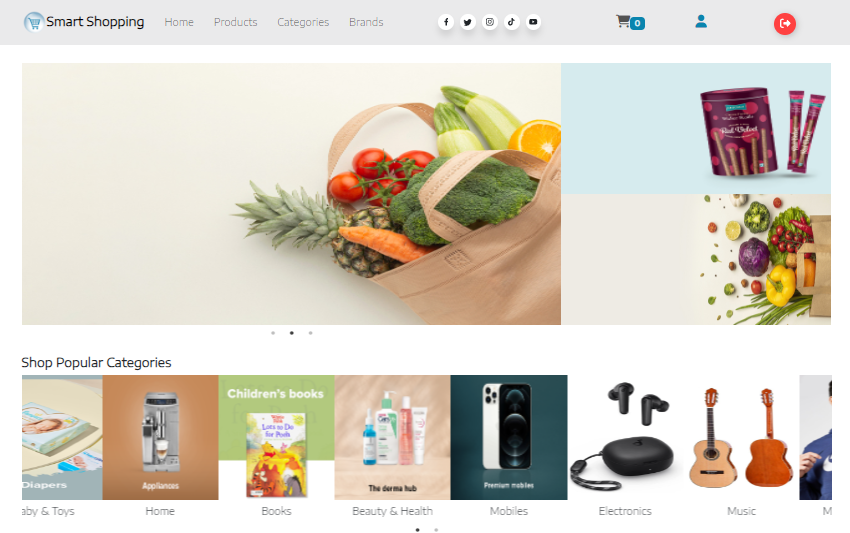 Smart Shopping
Home
Products
Categories
Brands
0
Red Velvet
Shop Popular Categories
Diapers
Appliances
Children's books
Lots to Do
for Pooh
The derma hub
Premium mobiles
aby & Toys
Home
Books
Beauty & Health
Mobiles
Electronics
Music
M